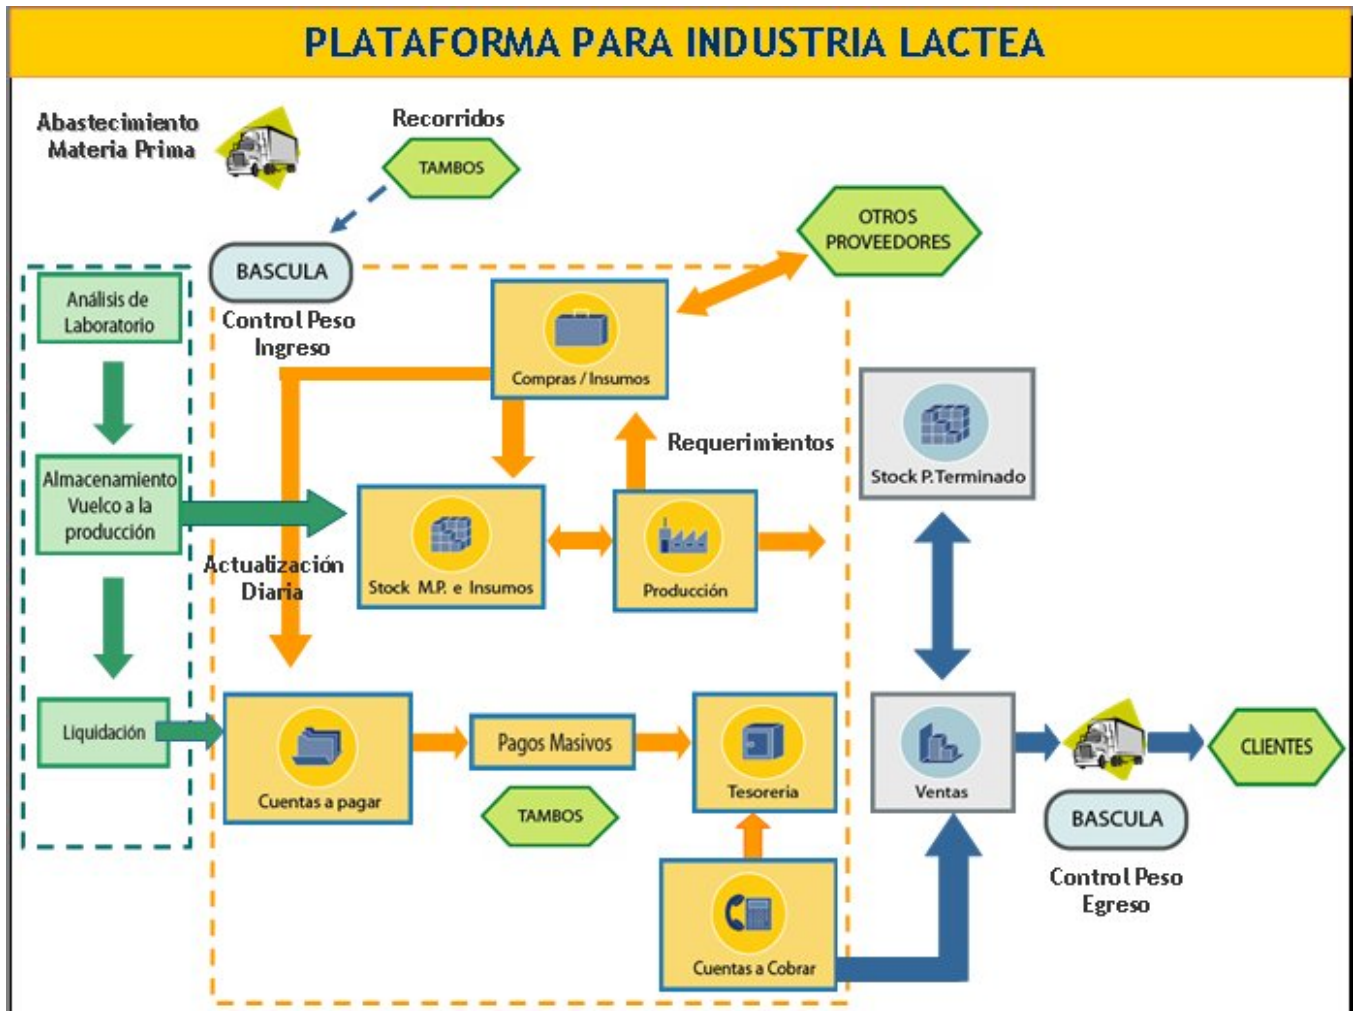 PLATAFORMA PARA INDUSTRIA LACTEA
Abastecimiento
Materia Prima
Recorridos
TAMBOS
OTROS
PROVEEDORES
BASCULA
Control Peso
Ingreso
Análisis de
Laboratorio
Compras / Insumos
Requerimientos
Stock P. Terminado
Almacenamiento
Vuelco a la
producción
Actualización
Diaria
Stock M.P. e Insumos
Producción
Liquidación
Cuentas a pagar
Pagos Masivos
TAMBOS
Tesoreria
Ventas
CLIENTES
BASCULA
Control Peso
Egreso
Cuentas a Cobrar